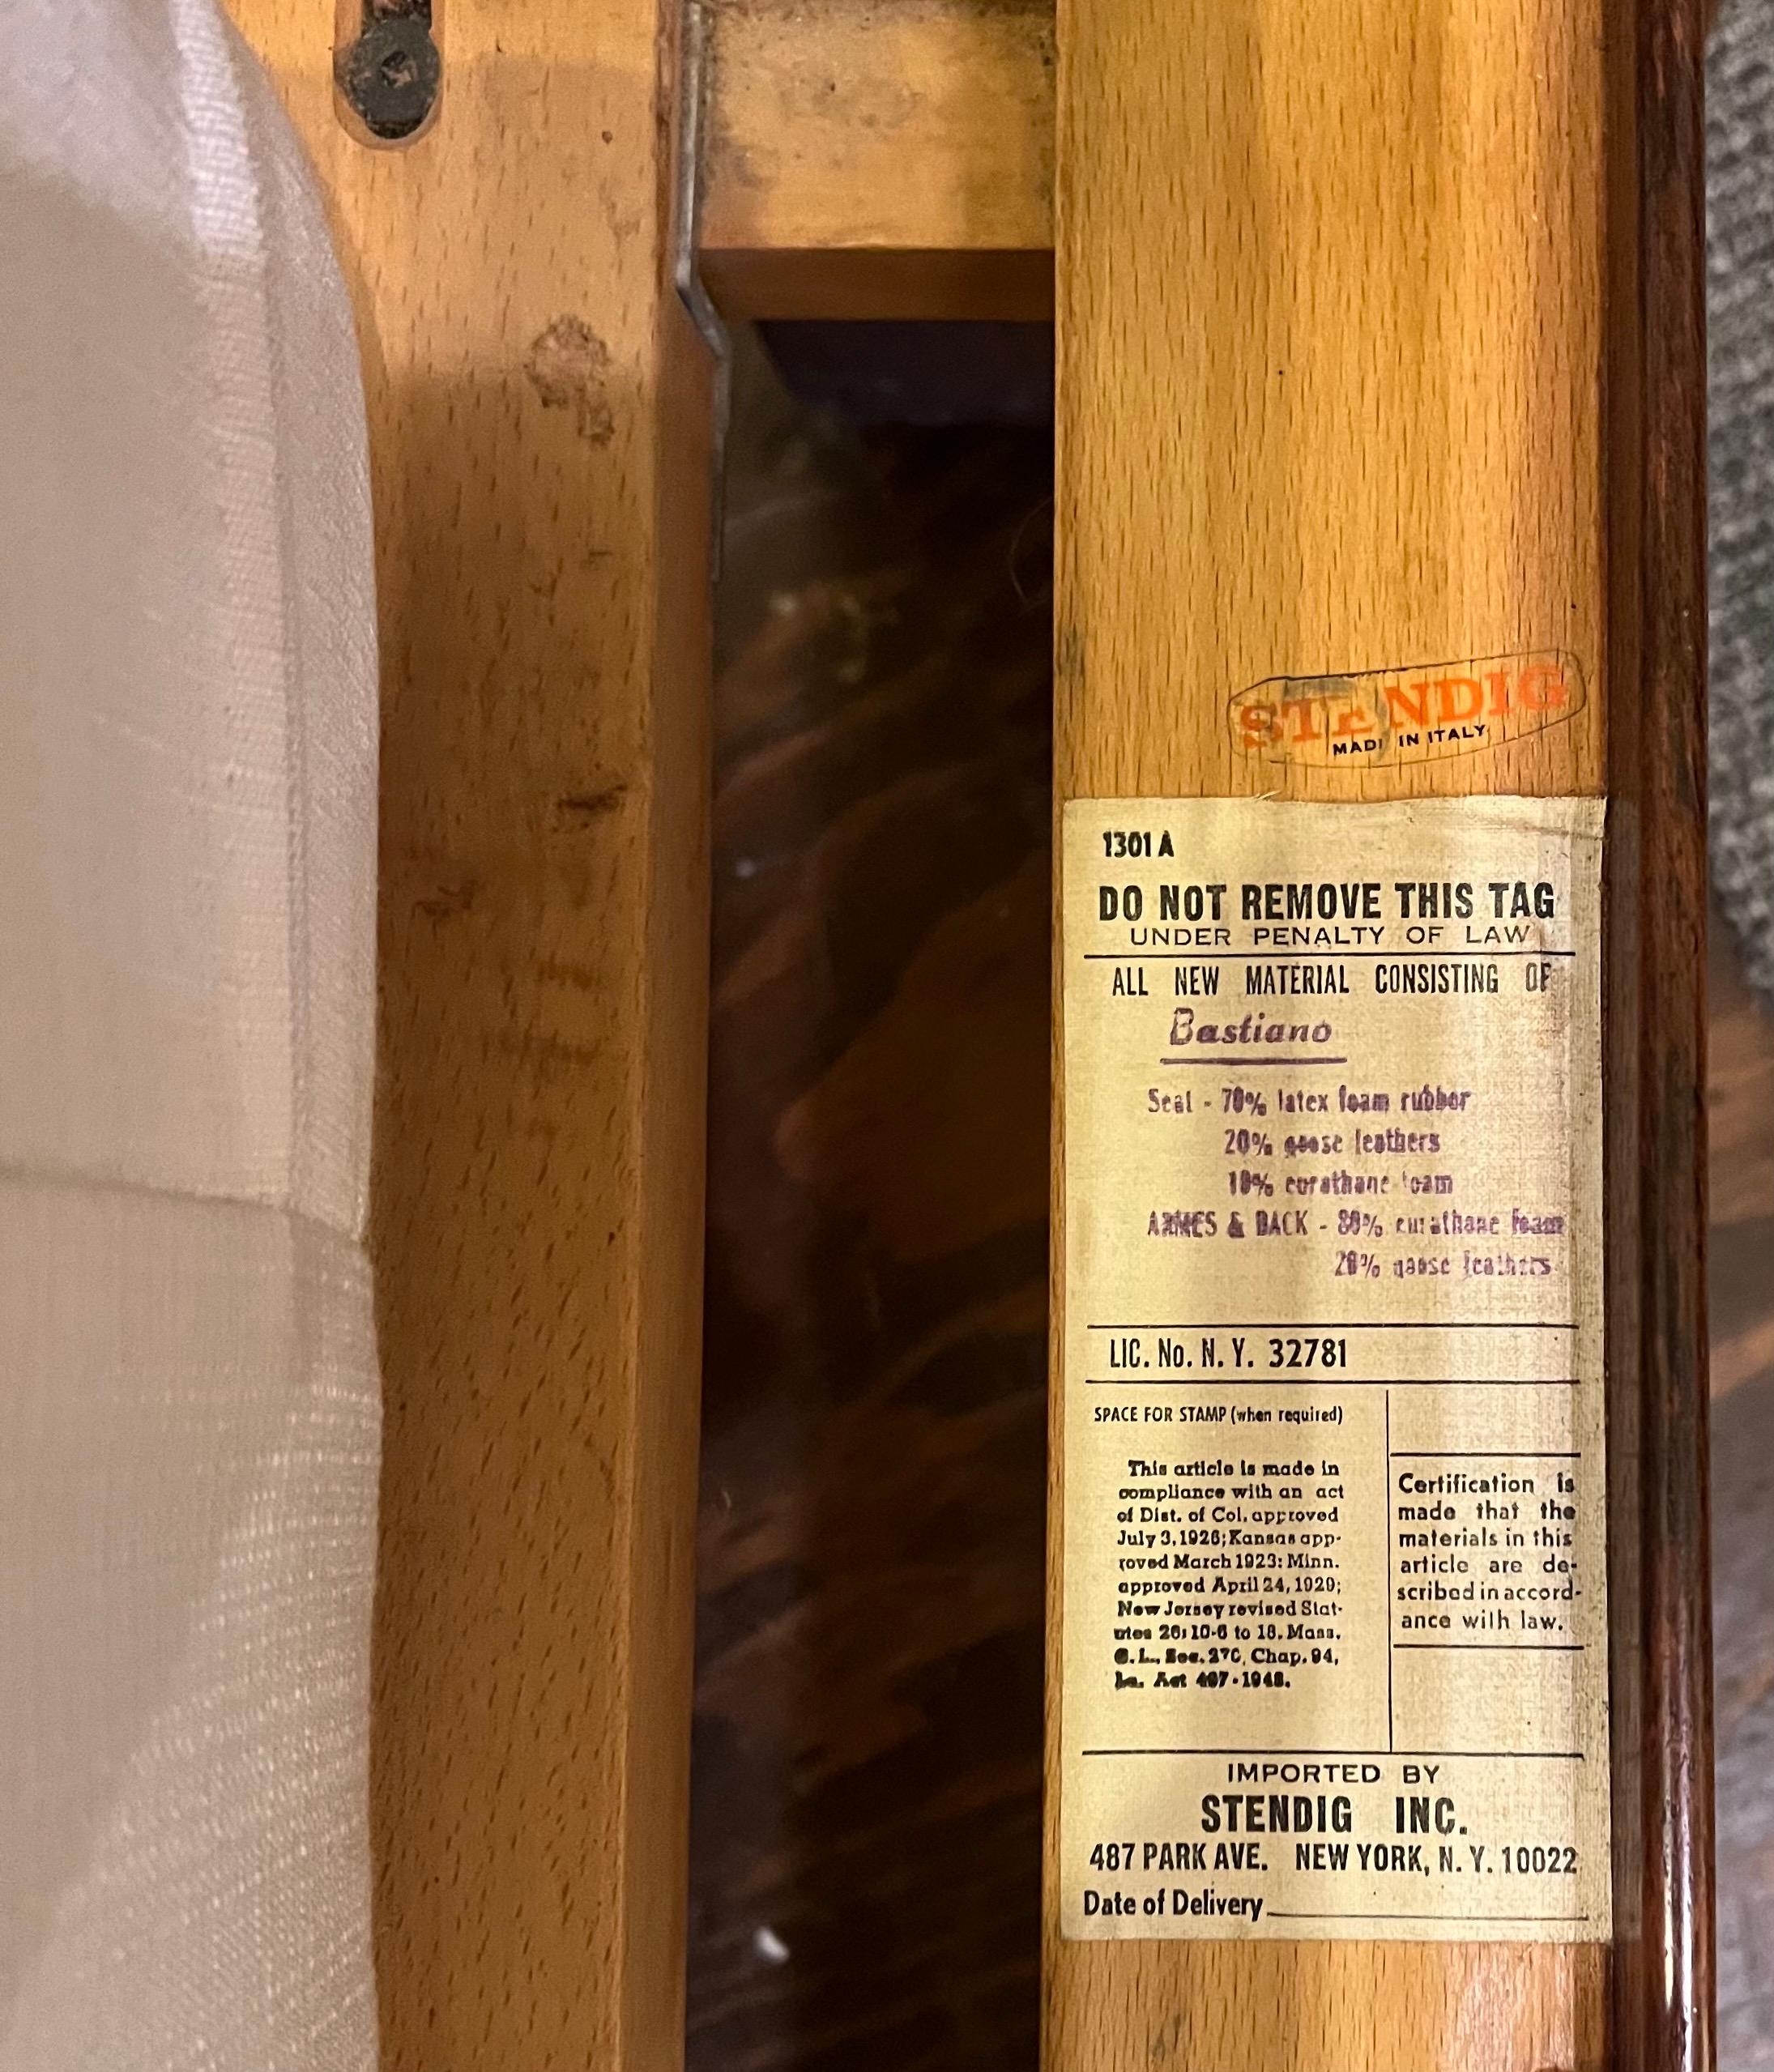 STENDIG
MADE IN ITALY
1301 A
DO NOT REMOVE THIS TAG
UNDER PENALTY OF LAW
ALL NEW MATERIAL CONSISTING OF
Bastiano
Seat - 70% latex foam rubber
20% goose feathers
10% eurathane foam
ARMES & BACK - 80% eurathane foam
20% goose feathers
LIC. No. N. Y. 32781
SPACE FOR STAMP (when required)
This article is made in
compliance with an act
of Dist. of Col. approved
July 3, 1926; Kansas app-
roved March 1923: Minn.
approved April 24, 1929;
New Jersey revised Stat-
utes 26: 10-6 to 18. Mass.
G. L., Sec. 270, Chap. 94,
La. Act 467 - 1948.
Certification is
made that the
materials in this
article are de-
scribed in accord-
ance with law.
IMPORTED BY
STENDIG INC.
487 PARK AVE. NEW YORK, N. Y. 10022
Date of Delivery